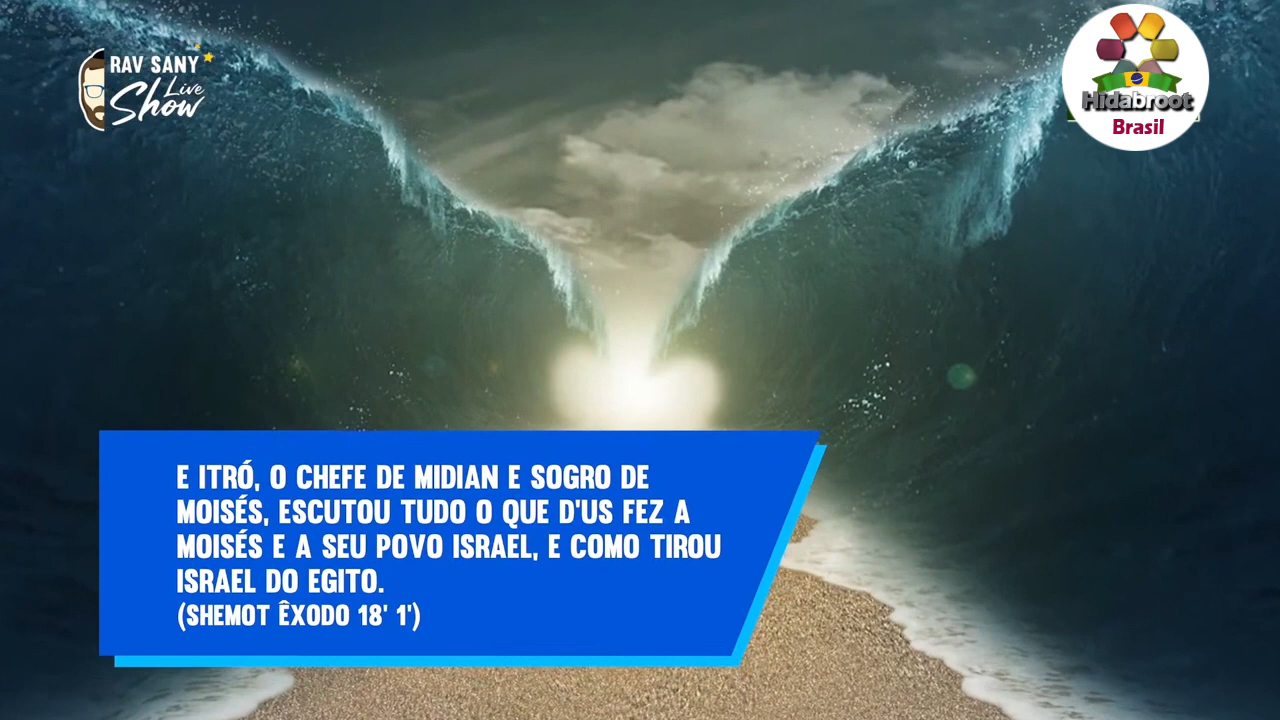 RAV SANY
Live
Show
Hidabroot
Brasil
E ITRÓ, O CHEFE DE MIDIAN E SOGRO DE
MOISÉS, ESCUTOU TUDO O QUE D'US FEZ A
MOISÉS E A SEU POVO ISRAEL, E COMO TIROU
ISRAEL DO EGITO.
(SHEMOT ÊXODO 18' 1')